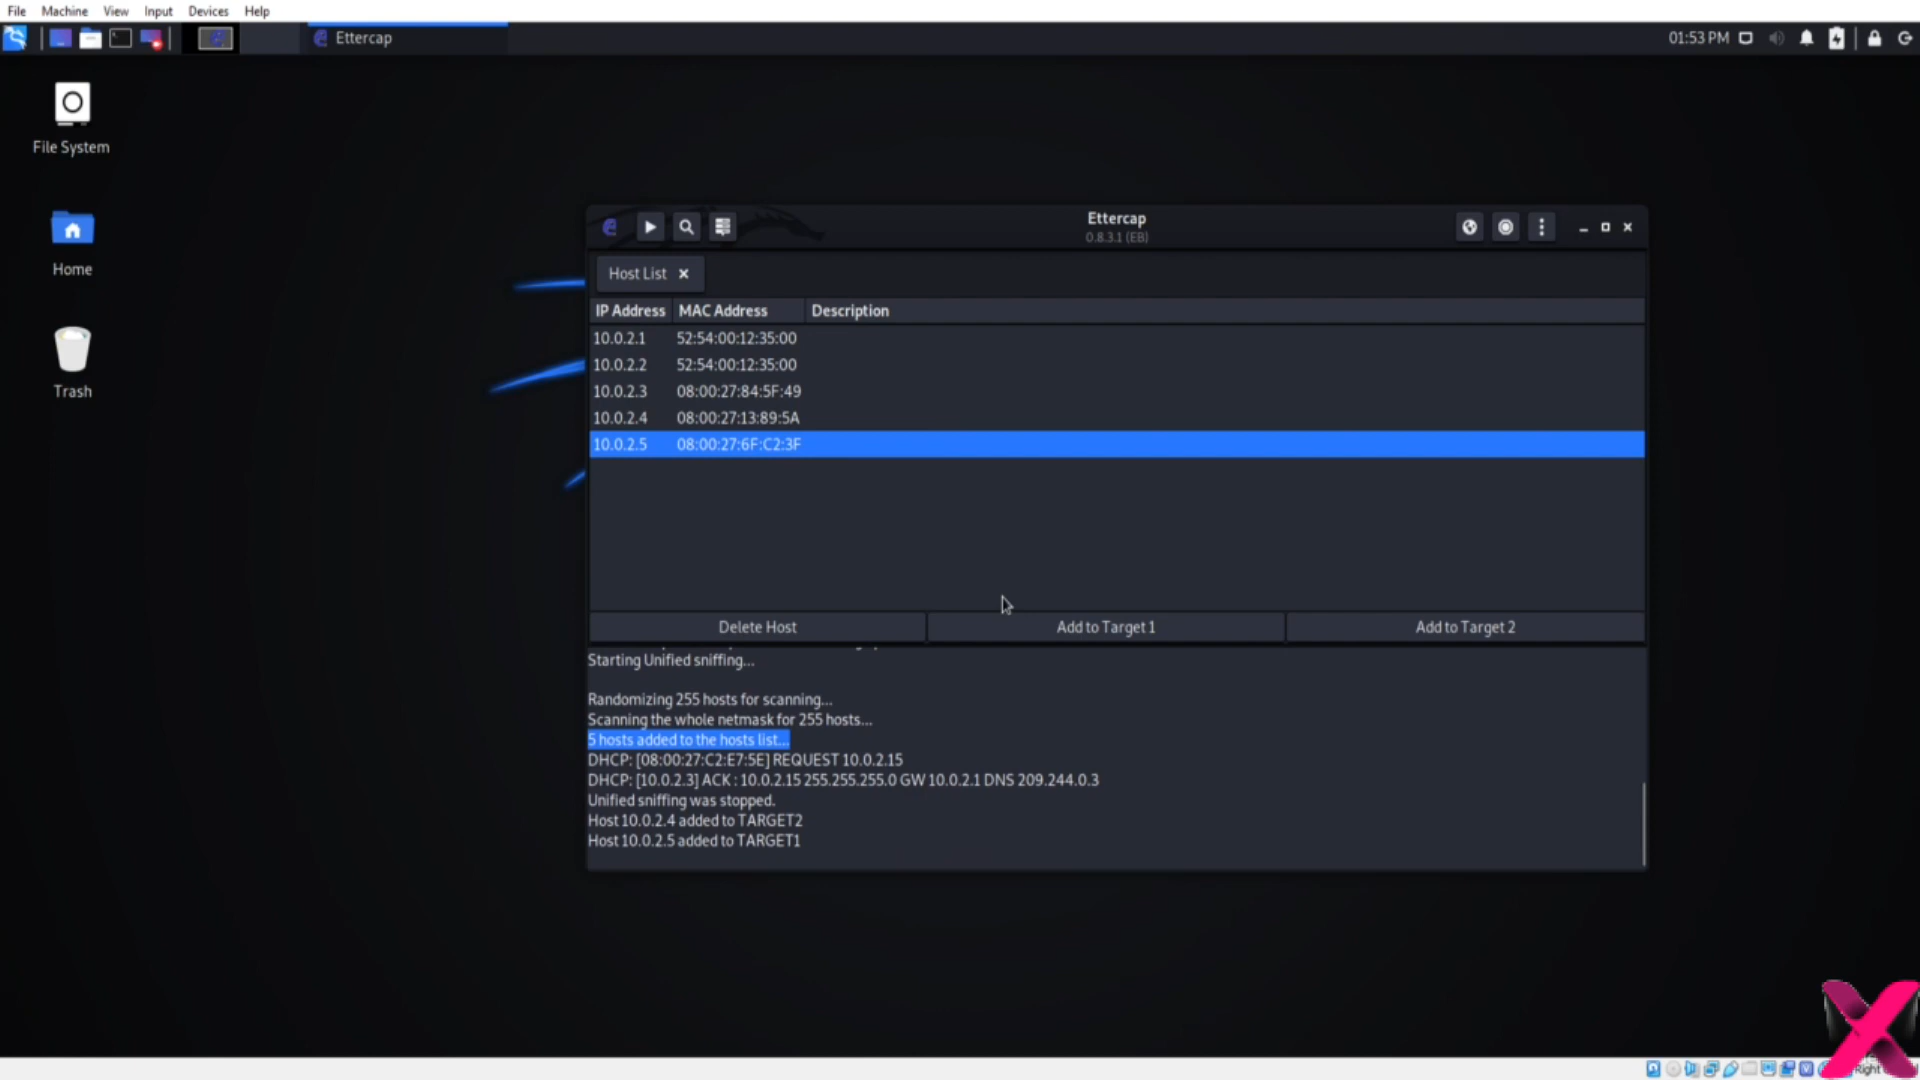 File Machine View Input Devices Help
Ettercap
01:53 PM
File System
Home
Trash
Ettercap
0.8.3.1 (EB)
Host List
IP Address MAC Address Description
10.0.2.1 52:54:00:12:35:00
10.0.2.2 52:54:00:12:35:00
10.0.2.3 08:00:27:84:5F:49
10.0.2.4 08:00:27:13:89:5A
10.0.2.5 08:00:27:6F:C2:3F
Delete Host Add to Target 1 Add to Target 2
Starting Unified sniffing...
Randomizing 255 hosts for scanning...
Scanning the whole netmask for 255 hosts...
5 hosts added to the hosts list...
DHCP: [08:00:27:C2:E7:5E] REQUEST 10.0.2.15
DHCP: [10.0.2.3] ACK : 10.0.2.15 255.255.255.0 GW 10.0.2.1 DNS 209.244.0.3
Unified sniffing was stopped.
Host 10.0.2.4 added to TARGET2
Host 10.0.2.5 added to TARGET1
X
Right